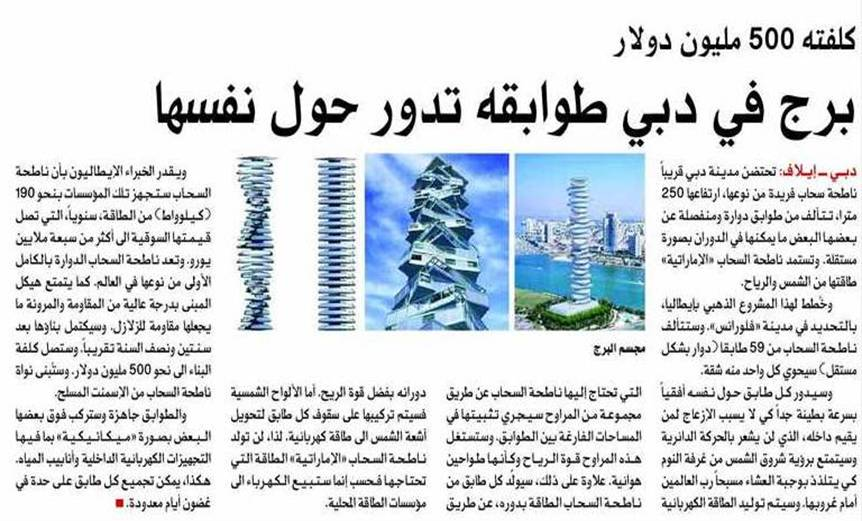 كلفته 500 مليون دولار
برج في دبي طوابقه تدور حول نفسها
دبي ــ إيلاف: تحتضن مدينة دبي قريباً
ناطحة سحاب فريدة من نوعها، ارتفاعها 250
مترا، تتألف من طوابق دوارة ومنفصلة عن
بعضها البعض ما يمكنها في الدوران بصورة
مستقلة. وتستمد ناطحة السحاب «الإماراتية»
طاقتها من الشمس والرياح.
وخُطط لهذا المشروع الذهبي بإيطاليا،
بالتحديد في مدينة «فلورانس». وستتألف
ناطحة السحاب من 59 طابقا (دوار بشكل
مستقل) سيحوي كل واحد منه شقة.
وسيدور كل طابق حول نفسه أفقياً
بسرعة بطيئة جداً كي لا يسبب الإزعاج لمن
يقيم داخله، الذي لن يشعر بالحركة الدائرية
وسيتمتع برؤية شروق الشمس من غرفة النوم
كي يتلذذ بوجبة العشاء مسبحاً رب العالمين
أمام غروبها. وسيتم توليد الطاقة الكهربائية
مجسم البرج
التي تحتاج إليها ناطحة السحاب عن طريق
مجموعة من المراوح سيجري تثبيتها في
المساحات الفارغة بين الطوابق. وستستغل
هذه المراوح قوة الرياح وكأنها طواحين
هوائية. علاوة على ذلك، سيولّد كل طابق من
ناطحة السحاب الطاقة بدوره، عن طريق
دورانه بفضل قوة الريح. أما الألواح الشمسية
فسيتم تركيبها على سقوف كل طابق لتحويل
أشعة الشمس الى طاقة كهربائية. لذا، لن تولد
ناطحة السحاب «الإماراتية» الطاقة التي
تحتاجها فحسب إنما ستبيع الكهرباء الى
مؤسسات الطاقة المحلية.
ويقدر الخبراء الإيطاليون بأن ناطحة
السحاب ستجهز تلك المؤسسات بنحو 190
(كيلوواط) من الطاقة، سنوياً، التي تصل
قيمتها السوقية الى أكثر من سبعة ملايين
يورو. وتعد ناطحة السحاب الدوارة بالكامل
الأولى من نوعها في العالم. كما يتمتع هيكل
المبنى بدرجة عالية من المقاومة والمرونة ما
يجعلها مقاومة للزلازل. وسيكتمل بناؤها بعد
سنتين ونصف السنة تقريباً. وستصل كلفة
البناء الى نحو 500 مليون دولار. وستُبنى نواة
ناطحة السحاب من الإسمنت المسلح.
والطوابق جاهزة وستركب فوق بعضها
البعض بصورة «ميكانيكية» بما فيها
التجهيزات الكهربائية الداخلية وأنابيب المياه.
هكذا، يمكن تجميع كل طابق على حدة في
غضون أيام معدودة.